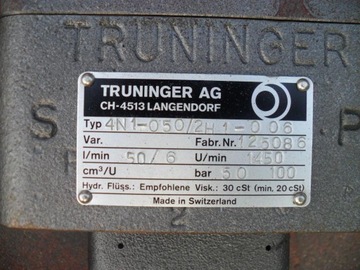 TRUNINGER
TRUNINGER AG
CH-4513 LANGENDORF
Typ 4N1-050/2H1-006
Var. Fabr.Nr. 125086
l/min 50/6 U/min 1450
cm³/U bar 50 100
Hydr. Flüss.: Empfohlene Visk.: 30 cSt (min. 20 cSt)
Made in Switzerland
S P
2